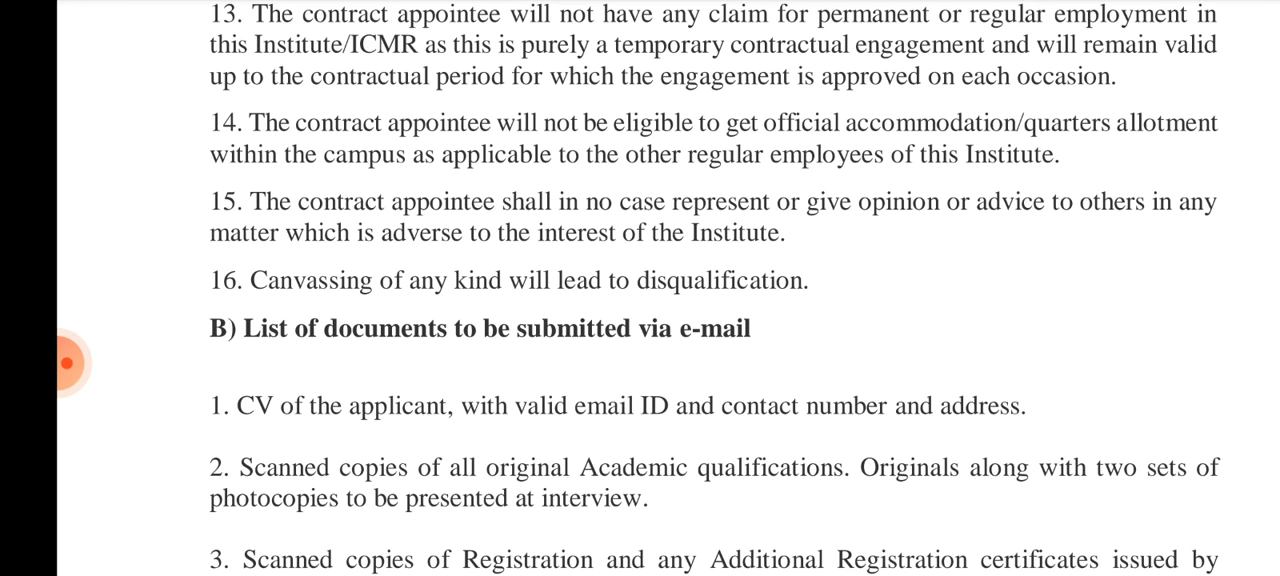 13. The contract appointee will not have any claim for permanent or regular employment in
this Institute/ICMR as this is purely a temporary contractual engagement and will remain valid
up to the contractual period for which the engagement is approved on each occasion.
14. The contract appointee will not be eligible to get official accommodation/quarters allotment
within the campus as applicable to the other regular employees of this Institute.
15. The contract appointee shall in no case represent or give opinion or advice to others in any
matter which is adverse to the interest of the Institute.
16. Canvassing of any kind will lead to disqualification.
B) List of documents to be submitted via e-mail
1. CV of the applicant, with valid email ID and contact number and address.
2. Scanned copies of all original Academic qualifications. Originals along with two sets of
photocopies to be presented at interview.
3. Scanned copies of Registration and any Additional Registration certificates issued by